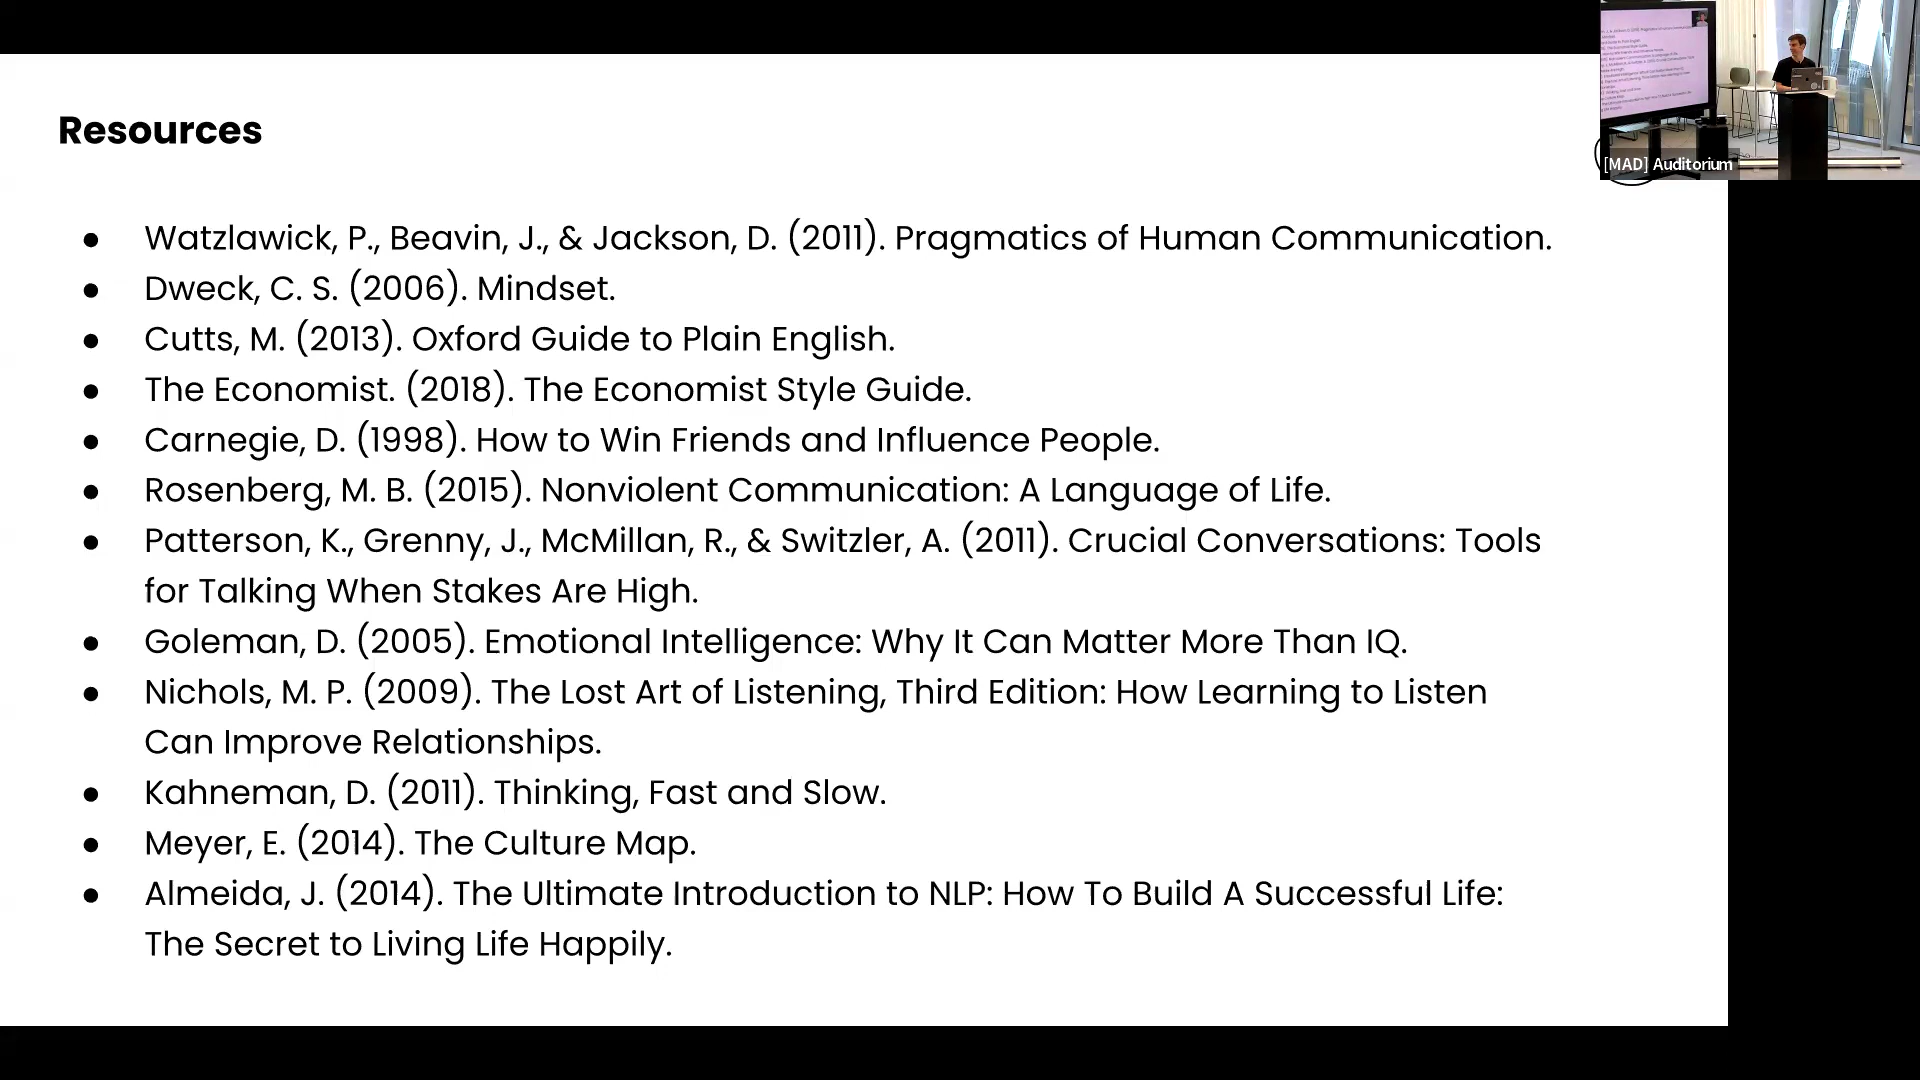 Resources
● Watzlawick, P., Beavin, J., & Jackson, D. (2011). Pragmatics of Human Communication.
● Dweck, C. S. (2006). Mindset.
● Cutts, M. (2013). Oxford Guide to Plain English.
● The Economist. (2018). The Economist Style Guide.
● Carnegie, D. (1998). How to Win Friends and Influence People.
● Rosenberg, M. B. (2015). Nonviolent Communication: A Language of Life.
● Patterson, K., Grenny, J., McMillan, R., & Switzler, A. (2011). Crucial Conversations: Tools
for Talking When Stakes Are High.
● Goleman, D. (2005). Emotional Intelligence: Why It Can Matter More Than IQ.
● Nichols, M. P. (2009). The Lost Art of Listening, Third Edition: How Learning to Listen
Can Improve Relationships.
● Kahneman, D. (2011). Thinking, Fast and Slow.
● Meyer, E. (2014). The Culture Map.
● Almeida, J. (2014). The Ultimate Introduction to NLP: How To Build A Successful Life:
The Secret to Living Life Happily.
[MAD] Auditorium